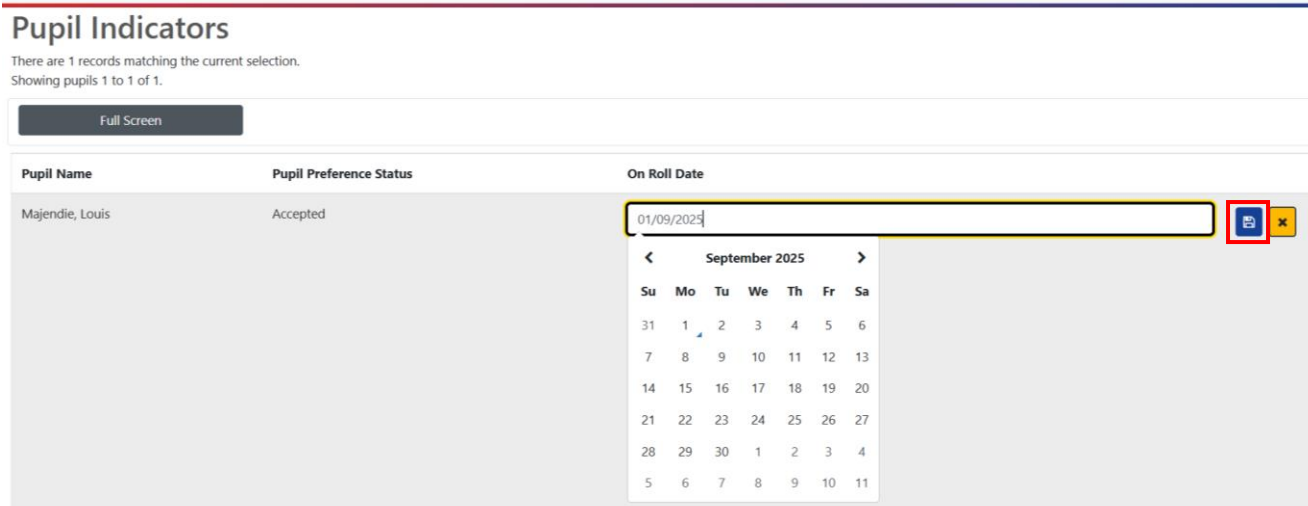 Pupil Indicators
There are 1 records matching the current selection.
Showing pupils 1 to 1 of 1.
Full Screen
Pupil Name Pupil Preference Status On Roll Date
Majendie, Louis Accepted 01/09/2025
September 2025
Su Mo Tu We Th Fr Sa
31 1 2 3 4 5 6
7 8 9 10 11 12 13
14 15 16 17 18 19 20
21 22 23 24 25 26 27
28 29 30 1 2 3 4
5 6 7 8 9 10 11